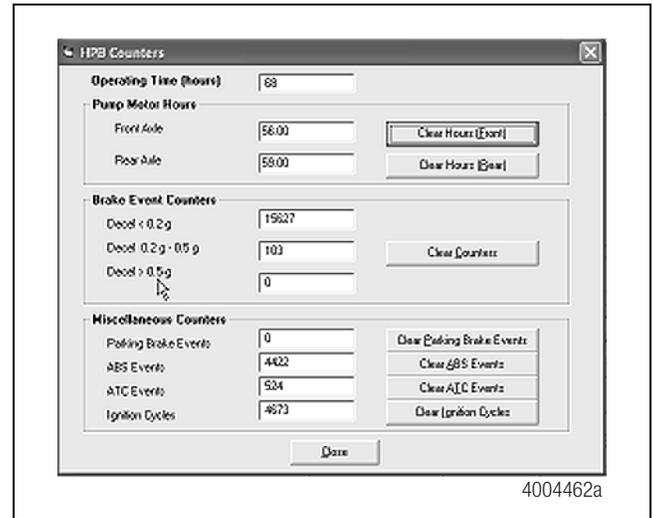 HPB Counters
Operating Time (hours) 68
Pump Motor Hours
Front Axle 56.00 Clear Hours (Front)
Rear Axle 59.00 Clear Hours (Rear)
Brake Event Counters
Decel < 0.2 g 15627
Decel 0.2 g - 0.5 g 103 Clear Counters
Decel > 0.5 g 0
Miscellaneous Counters
Parking Brake Events 0 Clear Parking Brake Events
ABS Events 4422 Clear ABS Events
ATC Events 524 Clear ATC Events
Ignition Cycles 4673 Clear Ignition Cycles
Close
4004462a